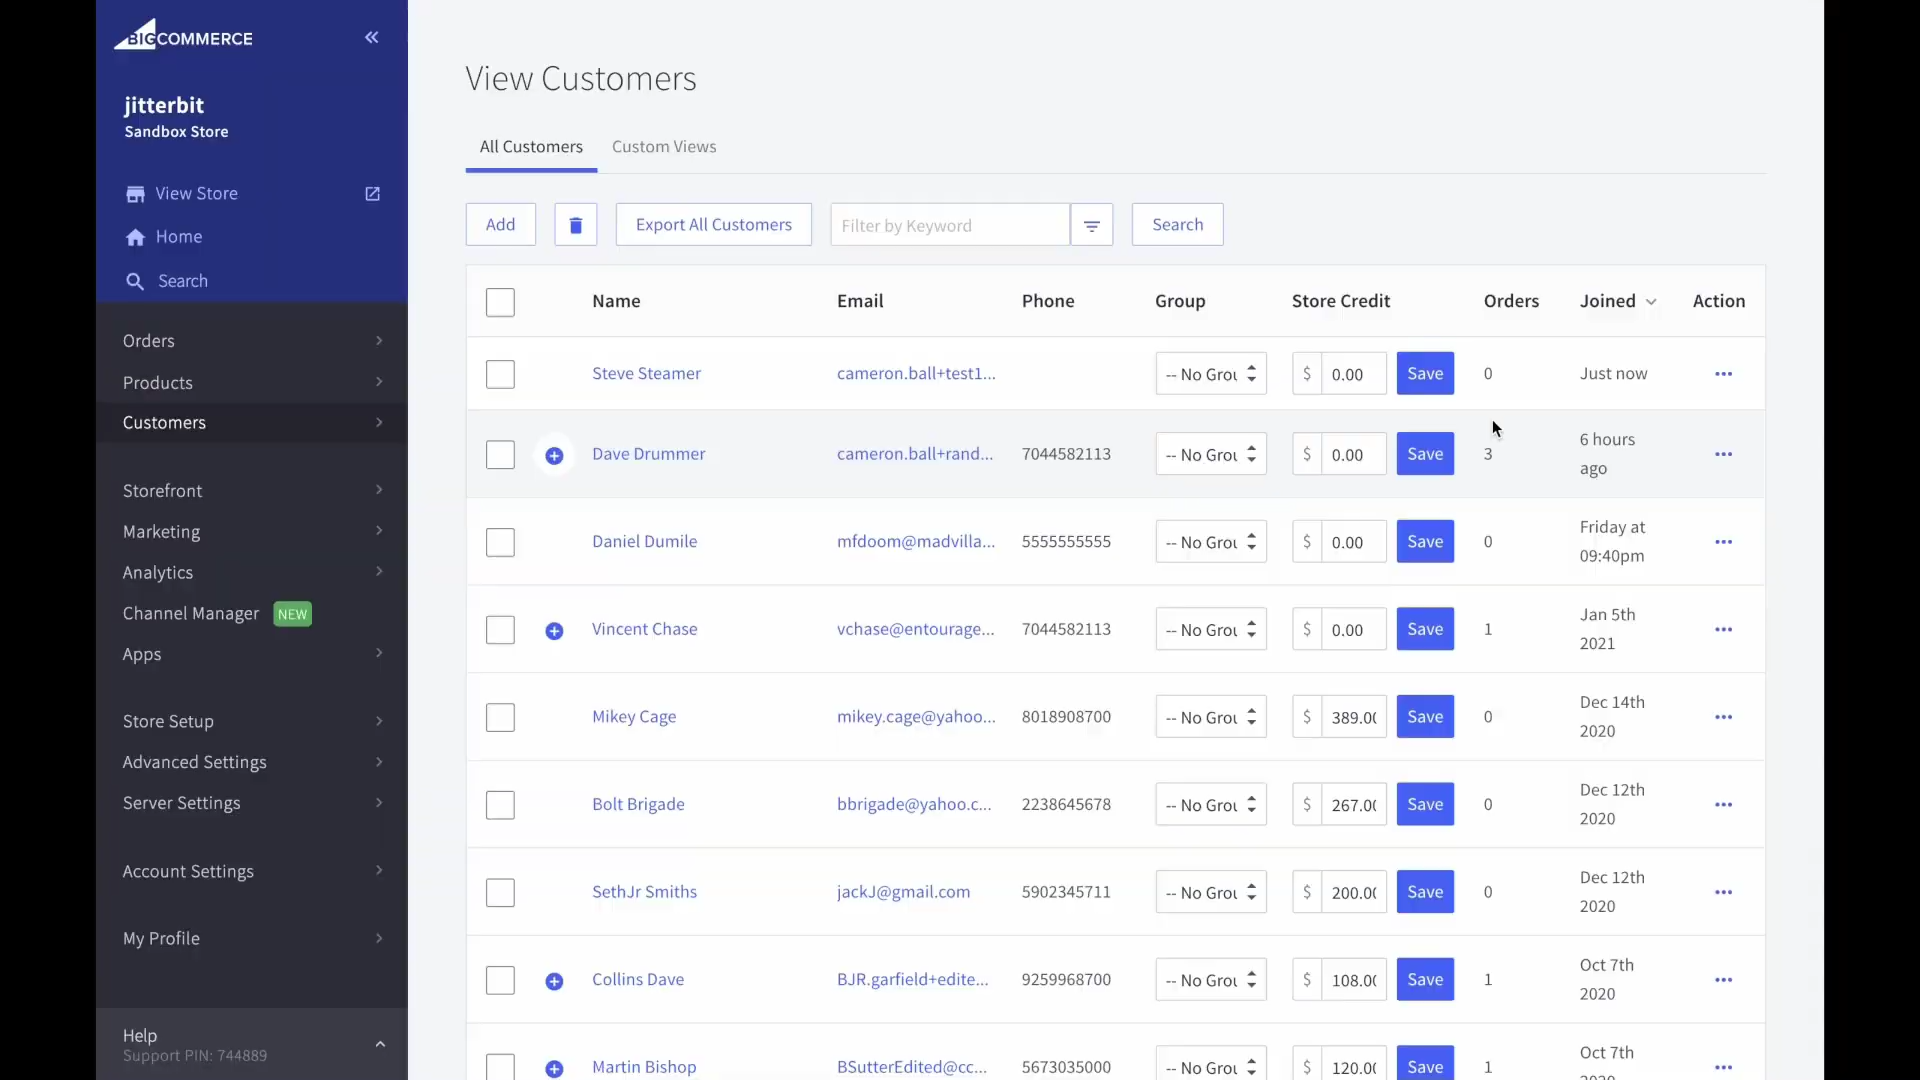 BIGCOMMERCE
jitterbit
Sandbox Store
View Store
Home
Search
Orders
Products
Customers
Storefront
Marketing
Analytics
Channel Manager NEW
Apps
Store Setup
Advanced Settings
Server Settings
Account Settings
My Profile
Help
Support PIN: 744889
View Customers
All Customers Custom Views
Add Export All Customers Filter by Keyword Search
Name Email Phone Group Store Credit Orders Joined Action
Steve Steamer cameron.ball+test1... -- No Grou $ 0.00 Save 0 Just now
Dave Drummer cameron.ball+rand... 7044582113 -- No Grou $ 0.00 Save 3 6 hours
ago
Daniel Dumile mfdoom@madvilla... 5555555555 -- No Grou $ 0.00 Save 0 Friday at
09:40pm
Vincent Chase vchase@entourage... 7044582113 -- No Grou $ 0.00 Save 1 Jan 5th
2021
Mikey Cage mikey.cage@yahoo... 8018908700 -- No Grou $ 389.00 Save 0 Dec 14th
2020
Bolt Brigade bbrigade@yahoo.c... 2238645678 -- No Grou $ 267.00 Save 0 Dec 12th
2020
SethJr Smiths jackJ@gmail.com 5902345711 -- No Grou $ 200.00 Save 0 Dec 12th
2020
Collins Dave BJR.garfield+edite... 9259968700 -- No Grou $ 108.00 Save 1 Oct 7th
2020
Martin Bishop BSutterEdited@cc... 5673035000 -- No Grou $ 120.00 Save 1 Oct 7th